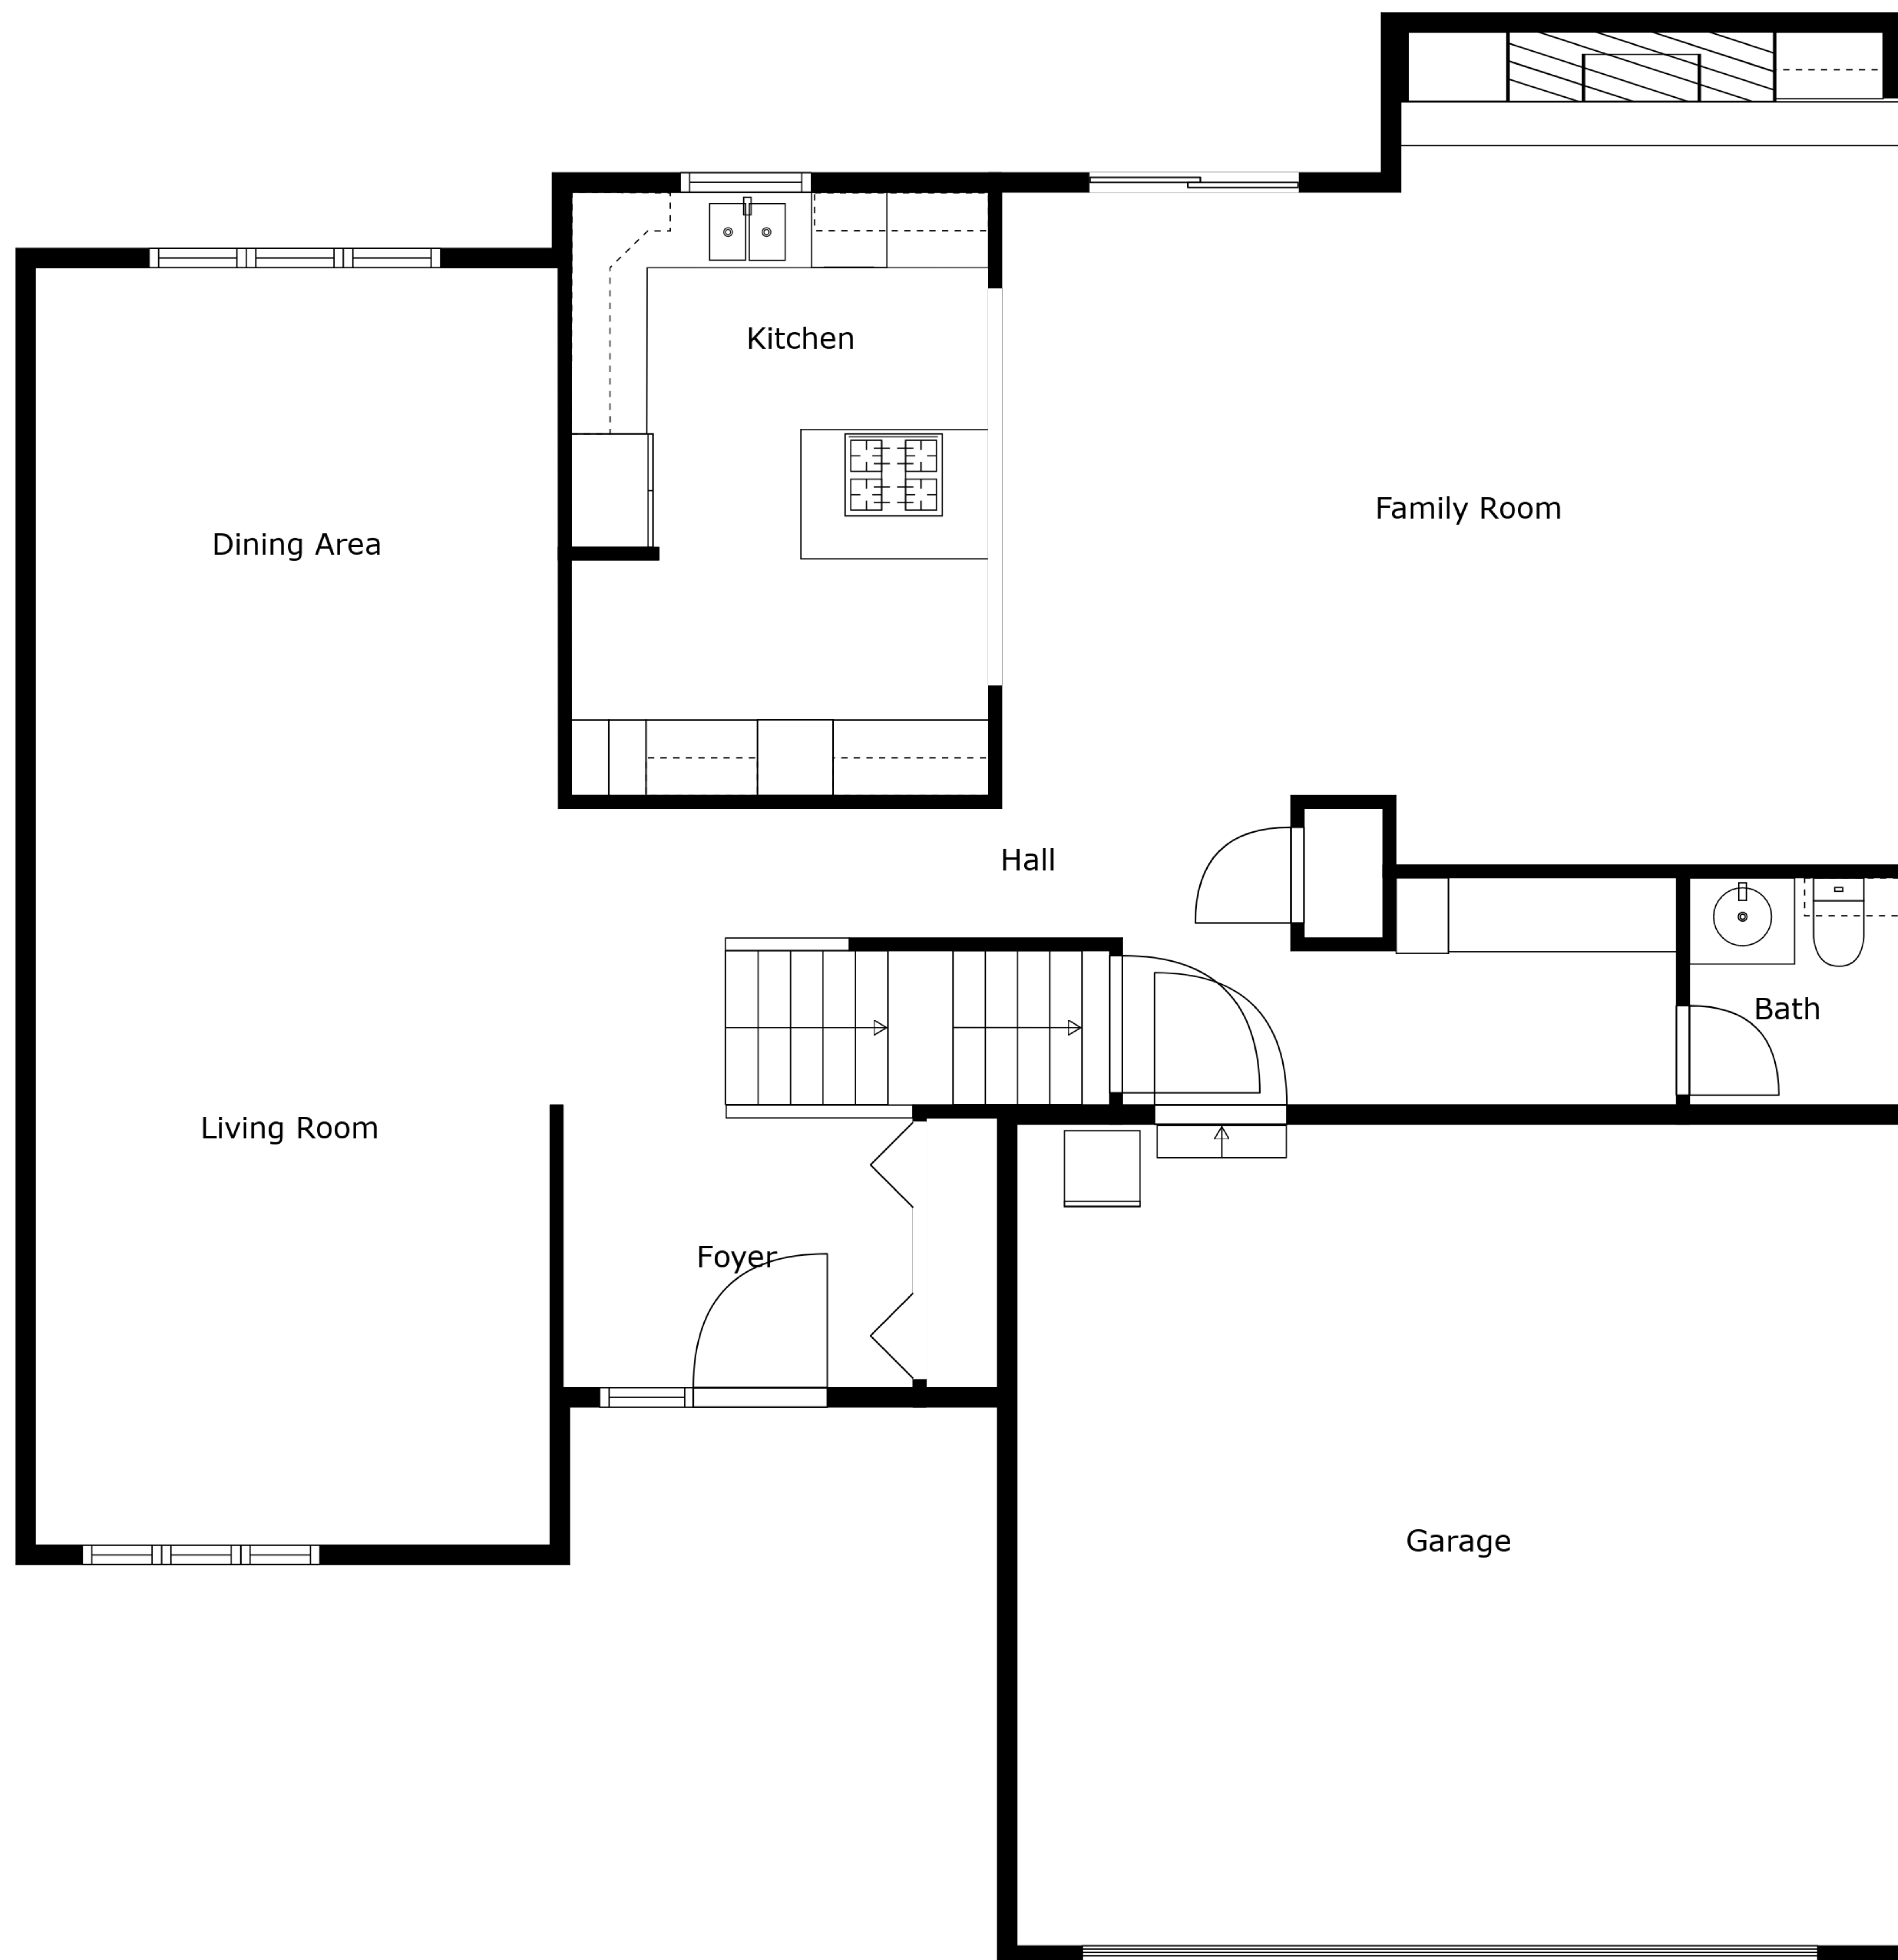 Kitchen
Family Room
Dining Area
Hall
Bath
Living Room
Foyer
Garage